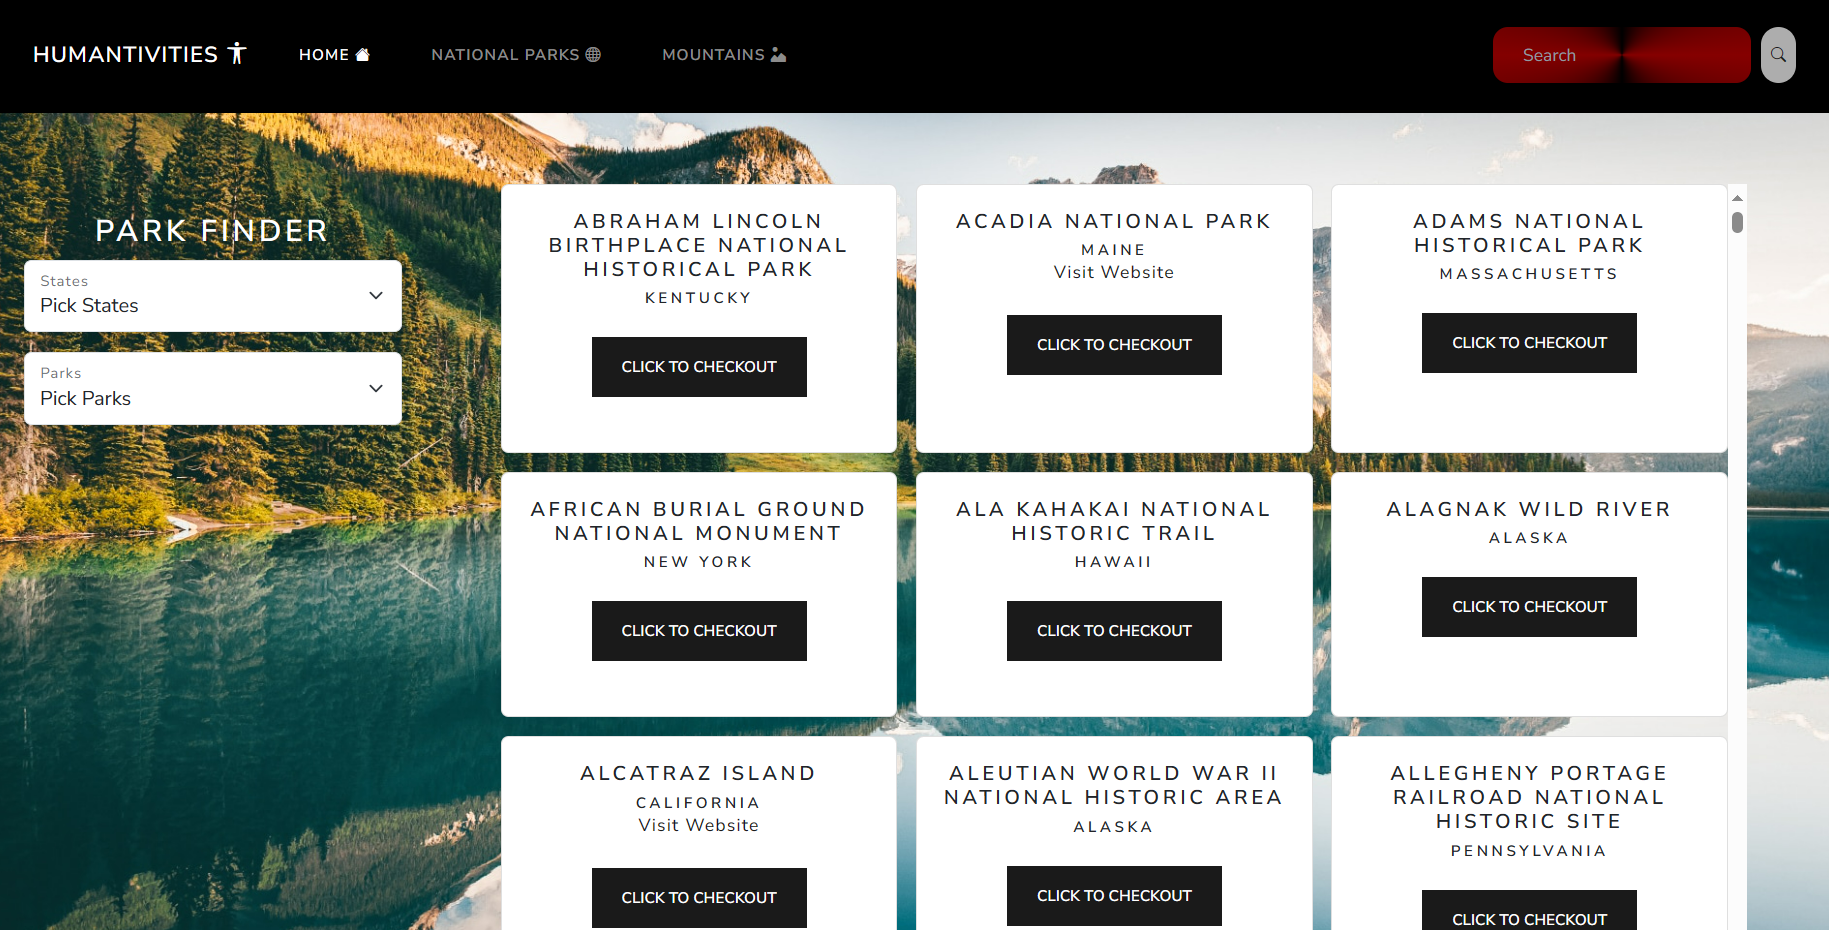 HUMANTIVITIES
HOME
NATIONAL PARKS
MOUNTAINS
Search
PARK FINDER
States
Pick States
Parks
Pick Parks
ABRAHAM LINCOLN
BIRTHPLACE NATIONAL
HISTORICAL PARK
KENTUCKY
CLICK TO CHECKOUT
ACADIA NATIONAL PARK
MAINE
Visit Website
CLICK TO CHECKOUT
ADAMS NATIONAL
HISTORICAL PARK
MASSACHUSETTS
CLICK TO CHECKOUT
AFRICAN BURIAL GROUND
NATIONAL MONUMENT
NEW YORK
CLICK TO CHECKOUT
ALA KAHAKAI NATIONAL
HISTORIC TRAIL
HAWAII
CLICK TO CHECKOUT
ALAGNAK WILD RIVER
ALASKA
CLICK TO CHECKOUT
ALCATRAZ ISLAND
CALIFORNIA
Visit Website
CLICK TO CHECKOUT
ALEUTIAN WORLD WAR II
NATIONAL HISTORIC AREA
ALASKA
CLICK TO CHECKOUT
ALLEGHENY PORTAGE
RAILROAD NATIONAL
HISTORIC SITE
PENNSYLVANIA
CLICK TO CHECKOUT